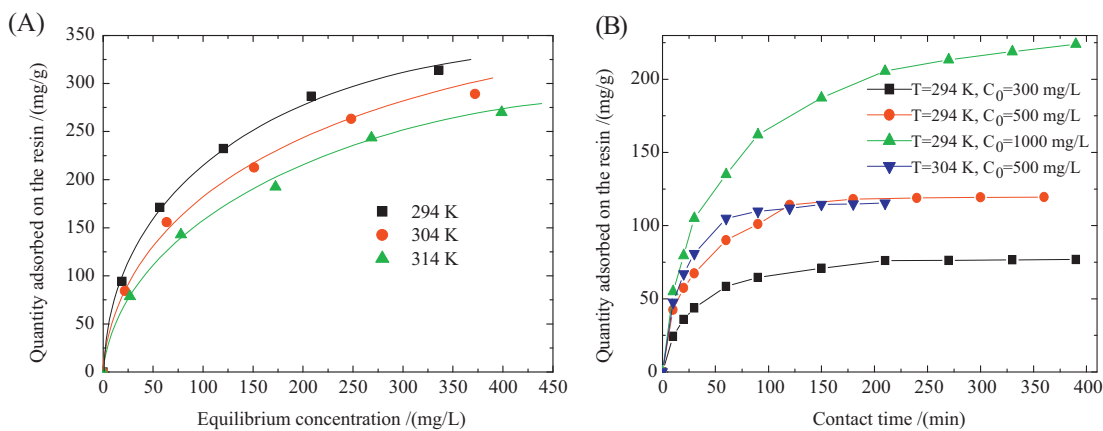 (A)
Quantity adsorbed on the resin /(mg/g)
350
300
250
200
150
100
50
0
294 K
304 K
314 K
0 50 100 150 200 250 300 350 400 450
Equilibrium concentration /(mg/L)
(B)
Quantity adsorbed on the resin /(mg/g)
200
150
100
50
0
T=294 K, C0=300 mg/L
T=294 K, C0=500 mg/L
T=294 K, C0=1000 mg/L
T=304 K, C0=500 mg/L
0 50 100 150 200 250 300 350 400
Contact time /(min)